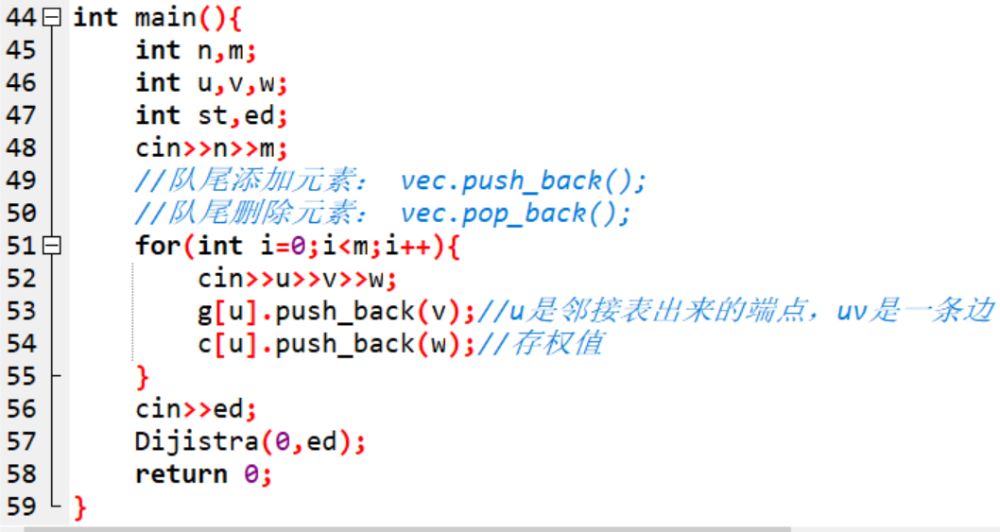 44 int main(){
45 int n,m;
46 int u,v,w;
47 int st,ed;
48 cin>>n>>m;
49 //队尾添加元素： vec.push_back();
50 //队尾删除元素： vec.pop_back();
51 for(int i=0;i<m;i++){
52 cin>>u>>v>>w;
53 g[u].push_back(v);//u是邻接表出来的端点，uv是一条边
54 c[u].push_back(w);//存权值
55 }
56 cin>>ed;
57 Dijistra(0,ed);
58 return 0;
59 }